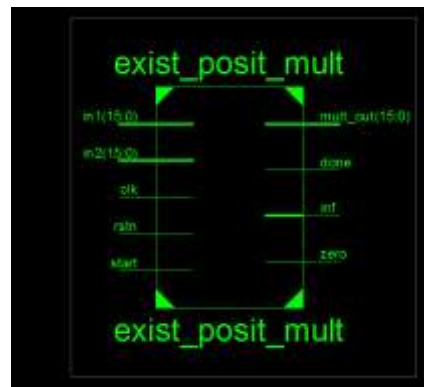 exist_posit_mult
in1(15:0)
mult_out(15:0)
in2(15:0)
done
clk
inf
rstn
zero
start
exist_posit_mult